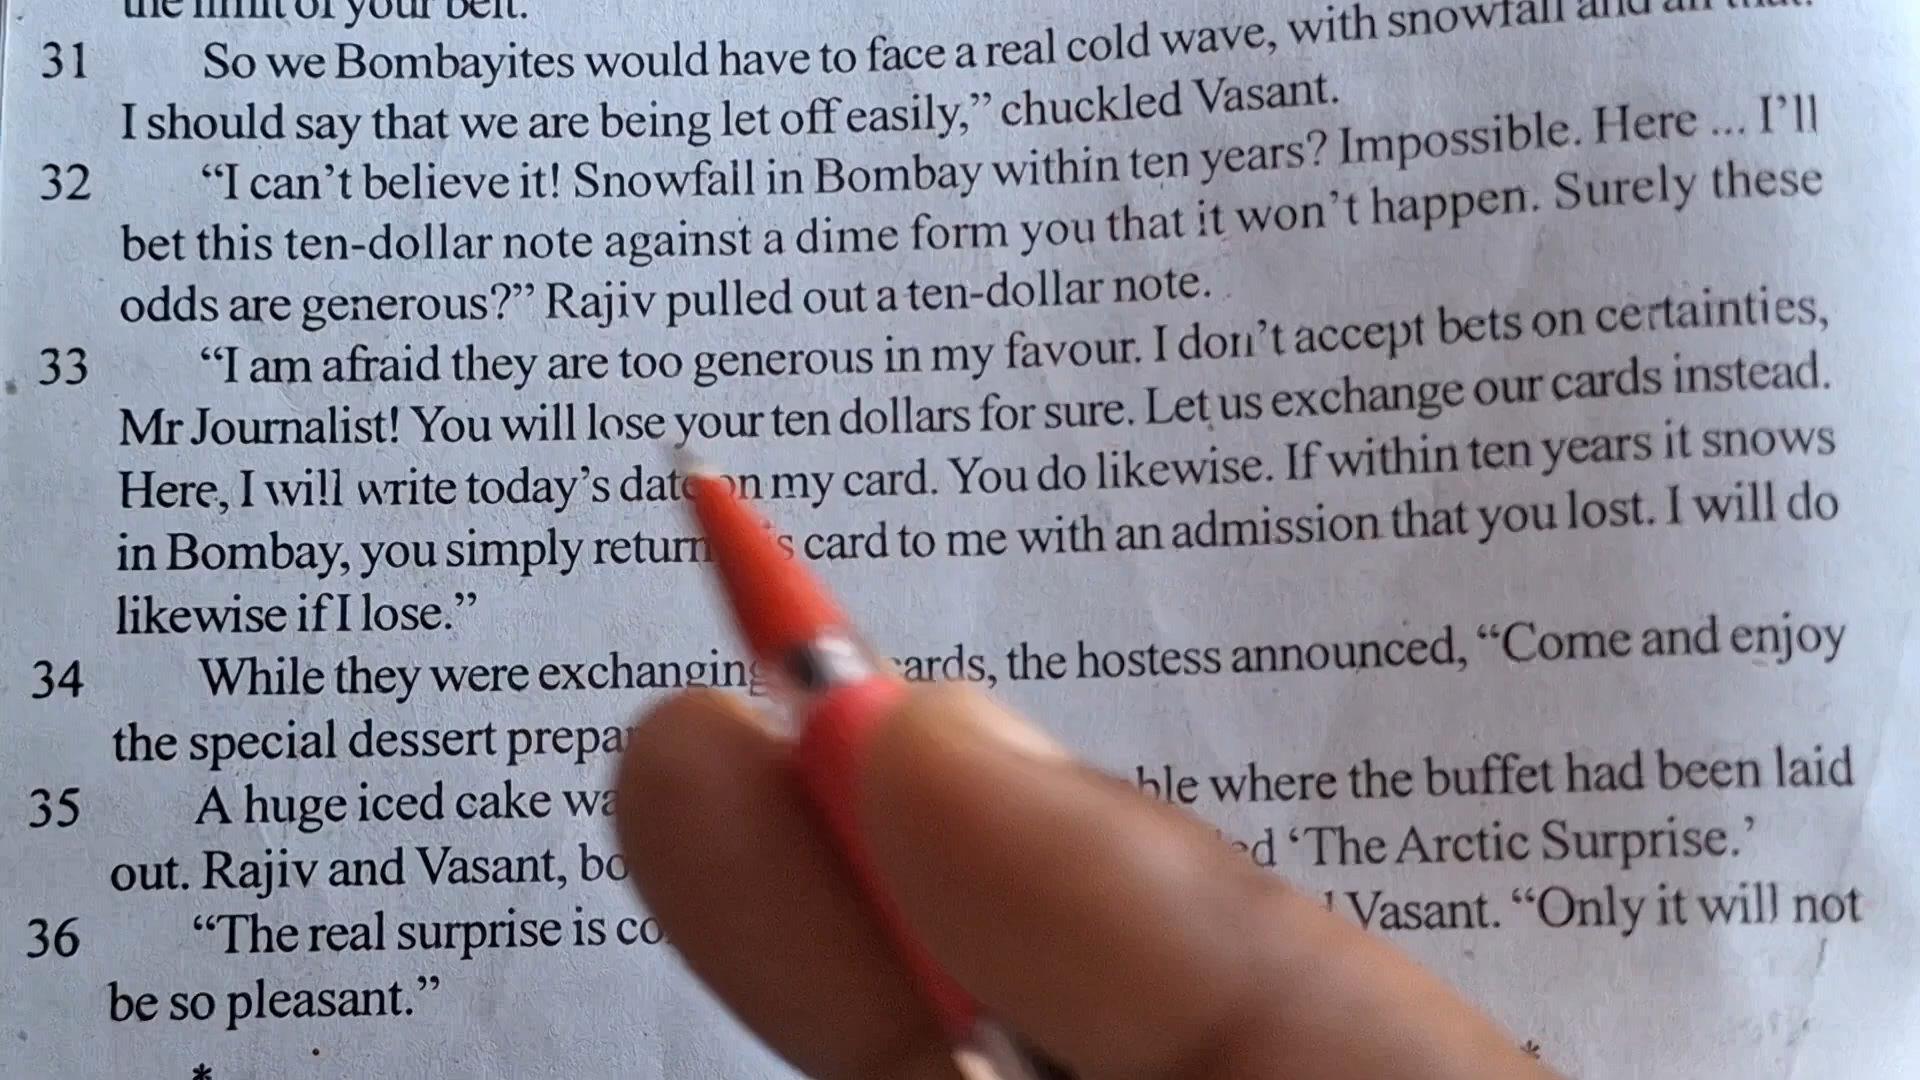 the limit of your belt.
31 So we Bombayites would have to face a real cold wave, with snowfall and all that.
I should say that we are being let off easily,” chuckled Vasant.
32 “I can’t believe it! Snowfall in Bombay within ten years? Impossible. Here ... I’ll
bet this ten-dollar note against a dime form you that it won’t happen. Surely these
odds are generous?” Rajiv pulled out a ten-dollar note.
33 “I am afraid they are too generous in my favour. I don’t accept bets on certainties,
Mr Journalist! You will lose your ten dollars for sure. Let us exchange our cards instead.
Here, I will write today’s date on my card. You do likewise. If within ten years it snows
in Bombay, you simply return card to me with an admission that you lost. I will do
likewise if I lose.”
34 While they were exchanging cards, the hostess announced, “Come and enjoy
the special dessert
35 A huge iced cake where the buffet had been laid
out. Rajiv and Vasant, ‘The Arctic Surprise.’
36 “The real surprise is Vasant. “Only it will not
be so pleasant.”
* *